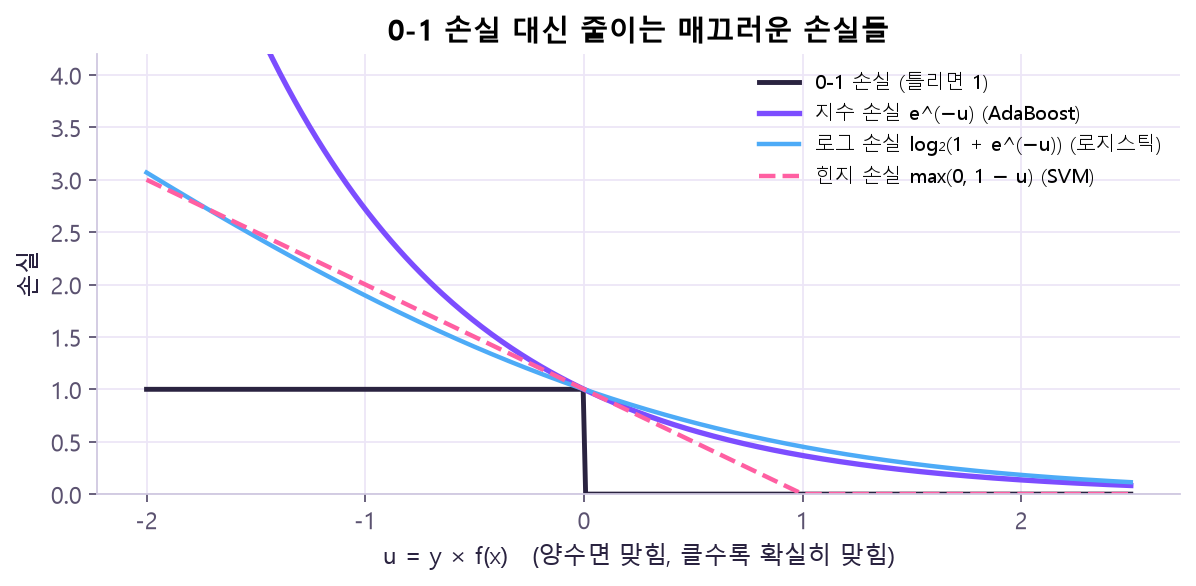 0-1 손실 대신 줄이는 매끄러운 손실들
0-1 손실 (틀리면 1)
지수 손실 e^(−u) (AdaBoost)
로그 손실 log₂(1 + e^(−u)) (로지스틱)
힌지 손실 max(0, 1 − u) (SVM)
손실
4.0
3.5
3.0
2.5
2.0
1.5
1.0
0.5
0.0
-2 -1 0 1 2
u = y × f(x) (양수면 맞힘, 클수록 확실히 맞힘)